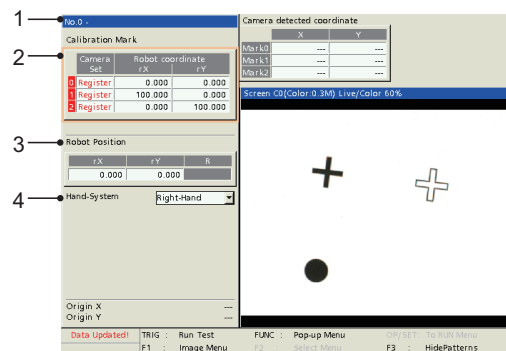 1
No.0 -
Calibration Mark
2
Camera Set Robot coordinate
rX rY
0 Register 0.000 0.000
1 Register 100.000 0.000
2 Register 0.000 100.000
3
Robot Position
rX rY R
0.000 0.000
4
Hand-System Right-Hand
Origin X ---
Origin Y ---
Camera detected coordinate
X Y
Mark0 --- ---
Mark1 --- ---
Mark2 --- ---
Screen C0(Color:0.3M) Live/Color 60%
Data Updated! TRIG : Run Test FUNC : Pop-up Menu OP/SET To RUN Menu
F1 : Image Menu F2 : Select Menu F3 : HidePatterns